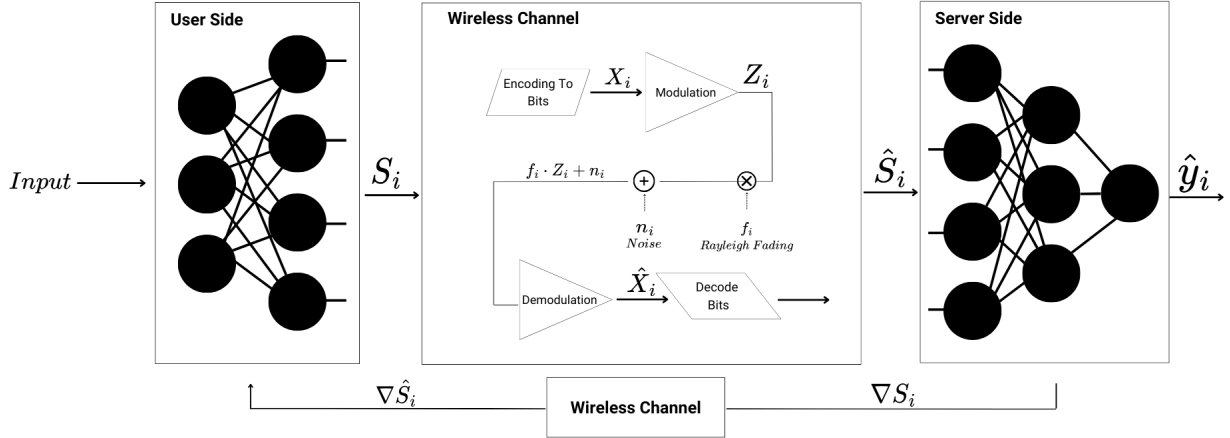 User Side
Wireless Channel
Server Side
Encoding To
Bits
X_i
Modulation
Z_i
Input
S_i
f_i · Z_i + n_i
+
×
Ŝ_i
ŷ_i
n_i
Noise
f_i
Rayleigh Fading
Demodulation
X̂_i
Decode
Bits
∇Ŝ_i
Wireless Channel
∇S_i